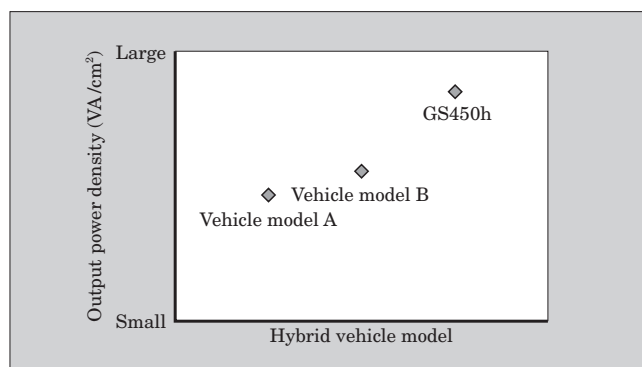 Large
Output power density (VA/cm²)
GS450h
Vehicle model B
Vehicle model A
Small
Hybrid vehicle model